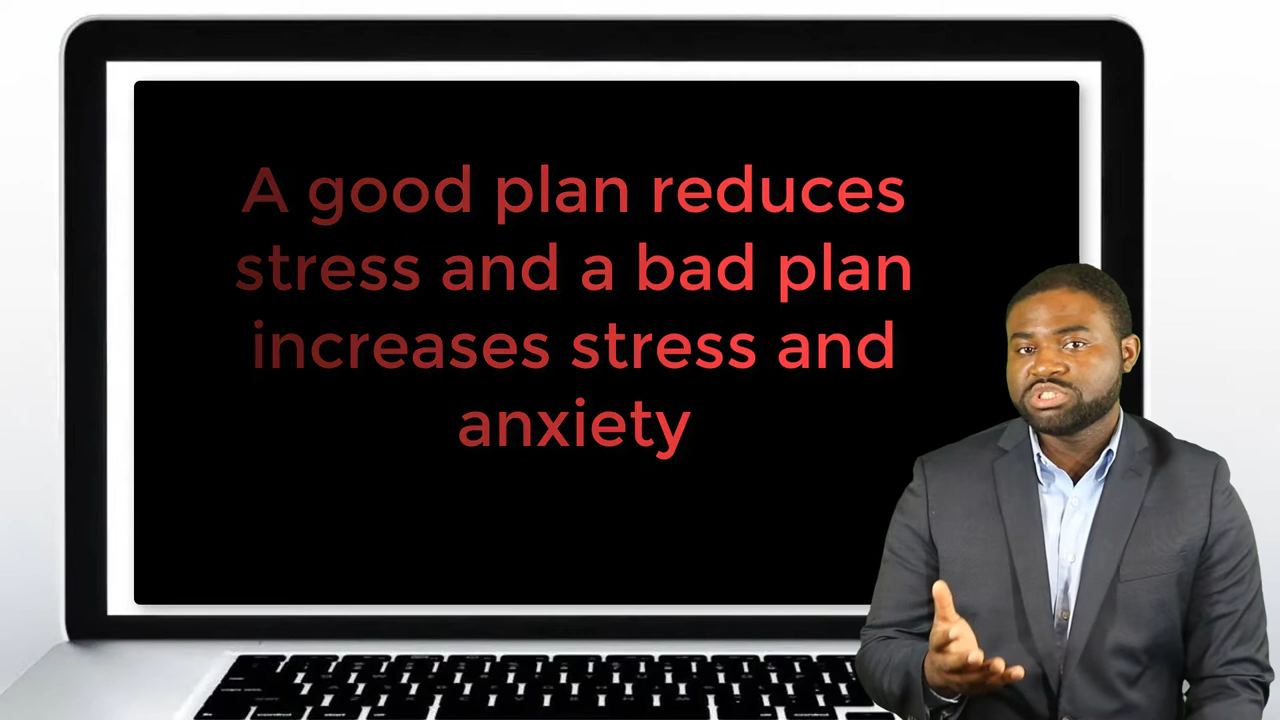 A good plan reduces
stress and a bad plan
increases stress and
anxiety